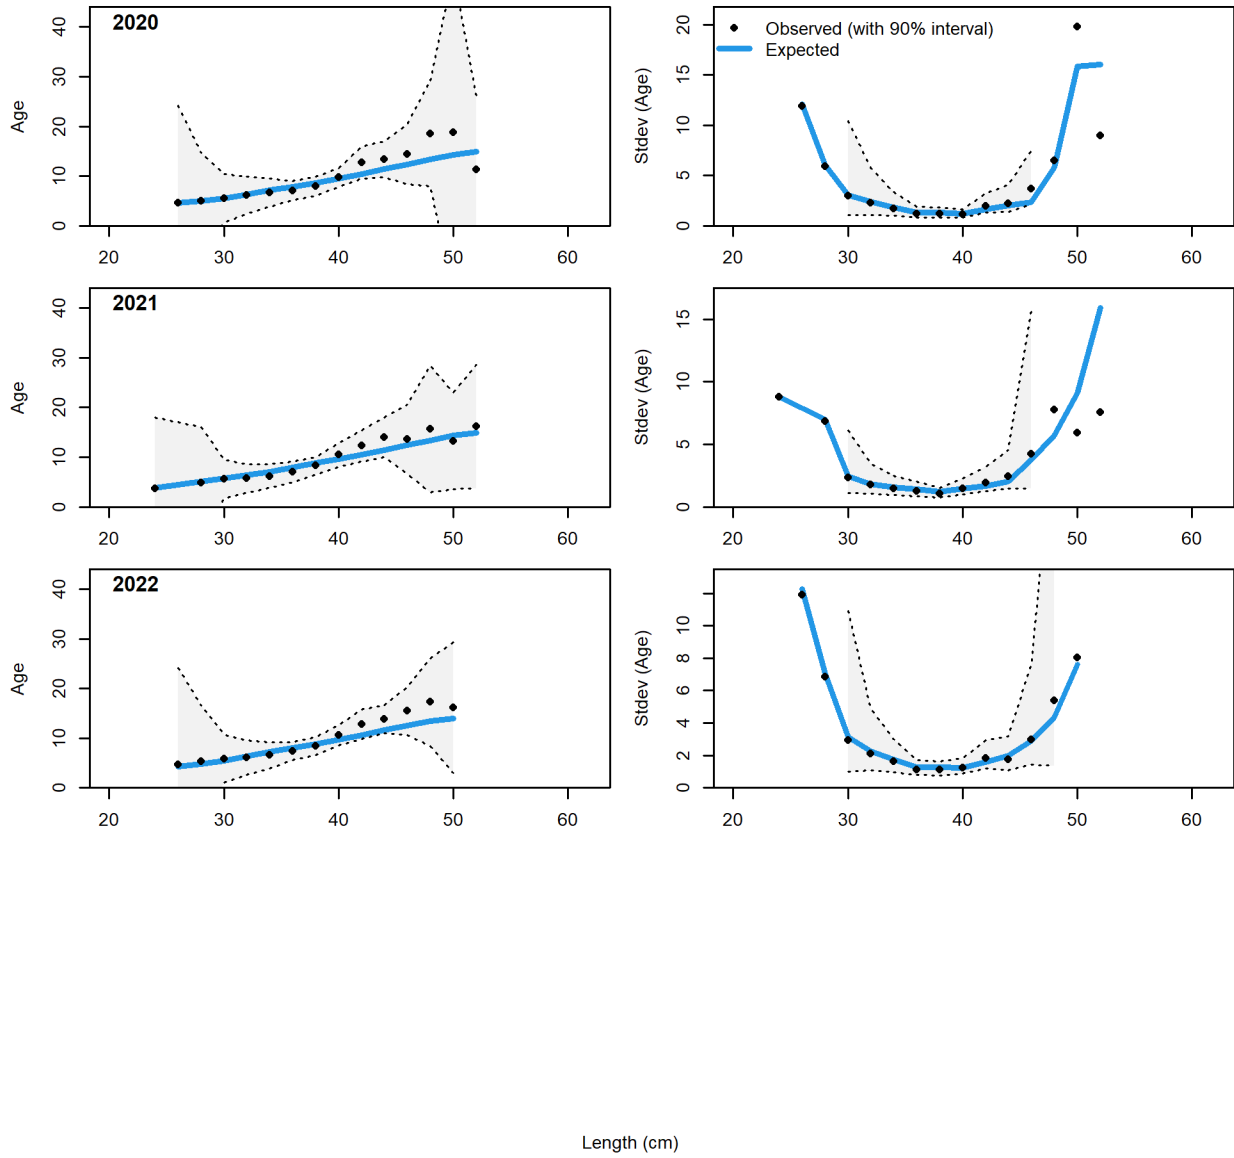 2020
Age
0 10 20 30 40
20 30 40 50 60
Observed (with 90% interval)
Expected
Stdev (Age)
0 5 10 15 20
20 30 40 50 60
2021
Age
0 10 20 30 40
20 30 40 50 60
Stdev (Age)
0 5 10 15
20 30 40 50 60
2022
Age
0 10 20 30 40
20 30 40 50 60
Stdev (Age)
0 2 4 6 8 10
20 30 40 50 60
Length (cm)